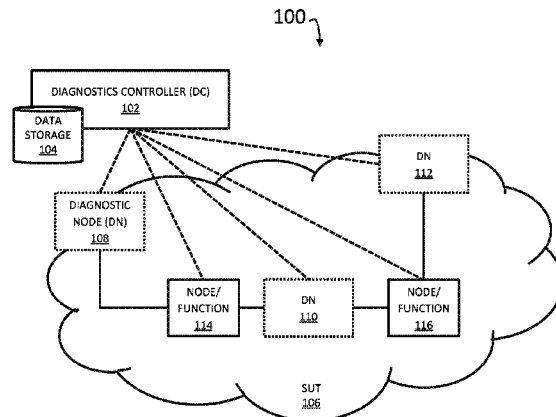 100
DIAGNOSTICS CONTROLLER (DC)
102
DATA
STORAGE
104
DN
112
DIAGNOSTIC
NODE (DN)
108
NODE/
FUNCTION
114
DN
110
NODE/
FUNCTION
116
SUT
106